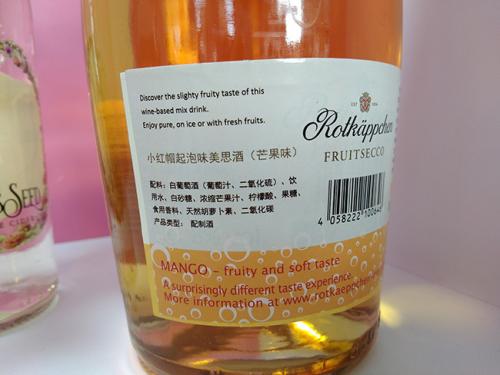 Discover the slighty fruity taste of this
wine-based mix drink.
Enjoy pure, on ice or with fresh fruits.
小红帽起泡味美思酒（芒果味）
配料：白葡萄酒（葡萄汁、二氧化硫）、饮
用水、白砂糖、浓缩芒果汁、柠檬酸、果糖、
食用香料、天然胡萝卜素、二氧化碳
产品类型：配制酒
Rotkäppchen
FRUITSECCO
4 058222 100646
MANGO – fruity and soft taste
A surprisingly different taste experience
More information at www.rotkaeppchen
SEED